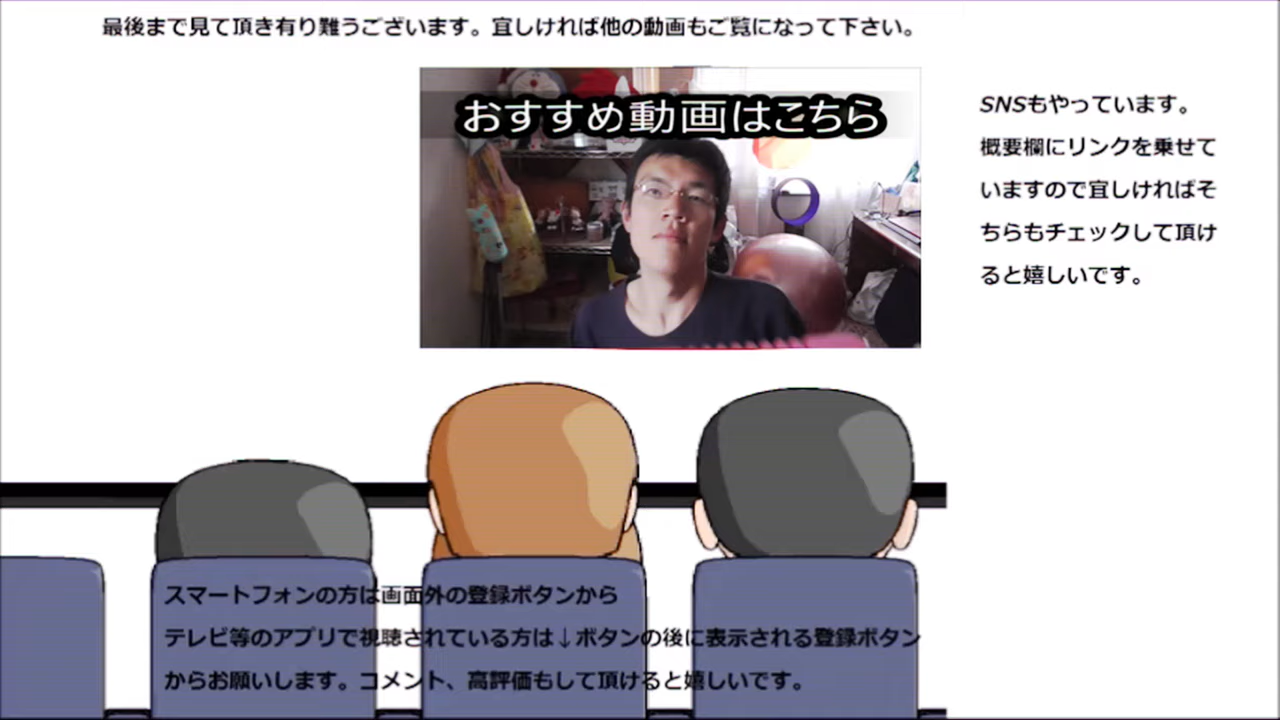 最後まで見て頂き有り難うございます。宜しければ他の動画もご覧になって下さい。
おすすめ動画はこちら
SNSもやっています。
概要欄にリンクを乗せて
いますので宜しければそ
ちらもチェックして頂け
ると嬉しいです。
スマートフォンの方は画面外の登録ボタンから
テレビ等のアプリで視聴されている方は↓ボタンの後に表示される登録ボタン
からお願いします。コメント、高評価もして頂けると嬉しいです。